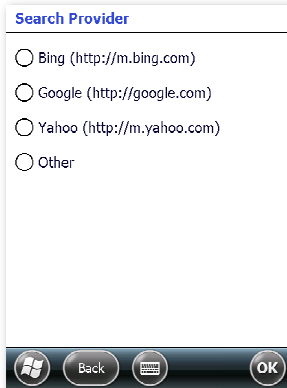 Search Provider
Bing (http://m.bing.com)
Google (http://google.com)
Yahoo (http://m.yahoo.com)
Other
Back
OK